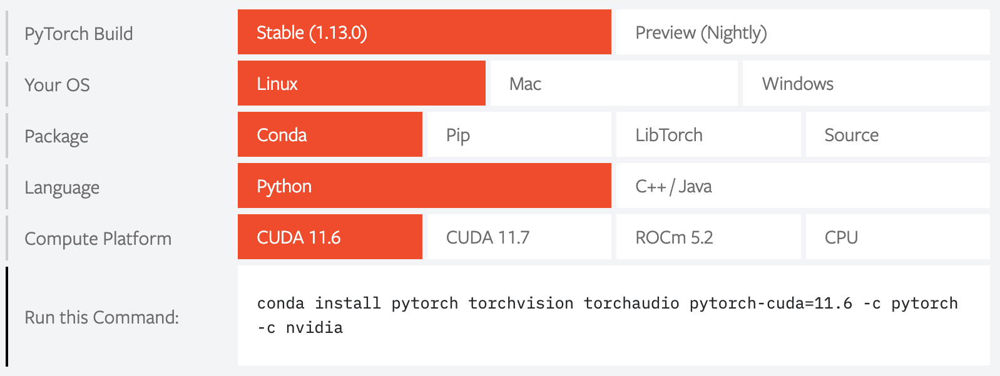 PyTorch Build
Stable (1.13.0)
Preview (Nightly)
Your OS
Linux
Mac
Windows
Package
Conda
Pip
LibTorch
Source
Language
Python
C++ / Java
Compute Platform
CUDA 11.6
CUDA 11.7
ROCm 5.2
CPU
Run this Command:
conda install pytorch torchvision torchaudio pytorch-cuda=11.6 -c pytorch
-c nvidia